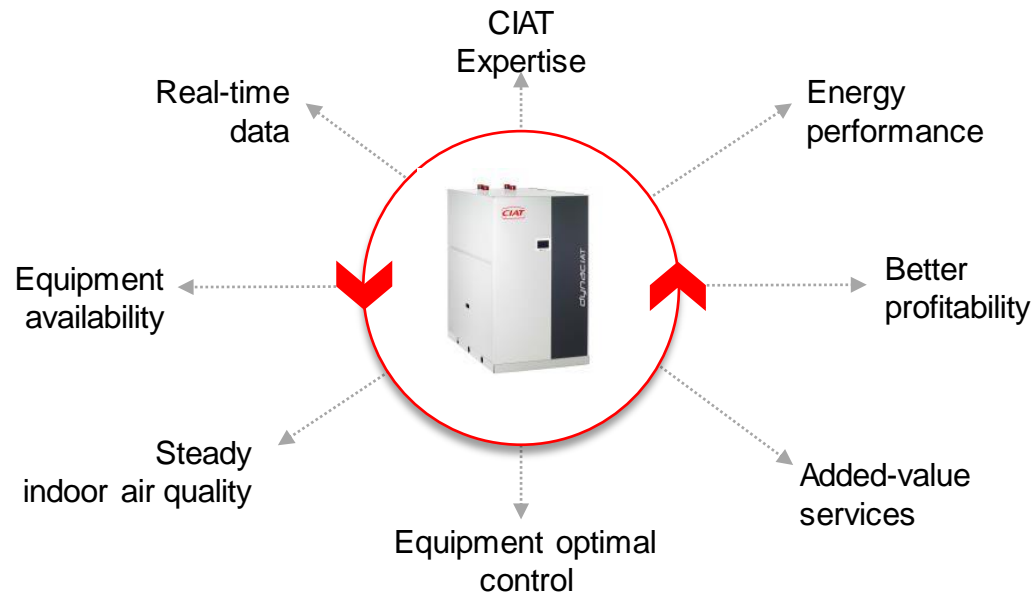 CIAT
Expertise
Real-time
data
Energy
performance
CIAT
dynaCIAT
Equipment
availability
Better
profitability
Steady
indoor air quality
Added-value
services
Equipment optimal
control